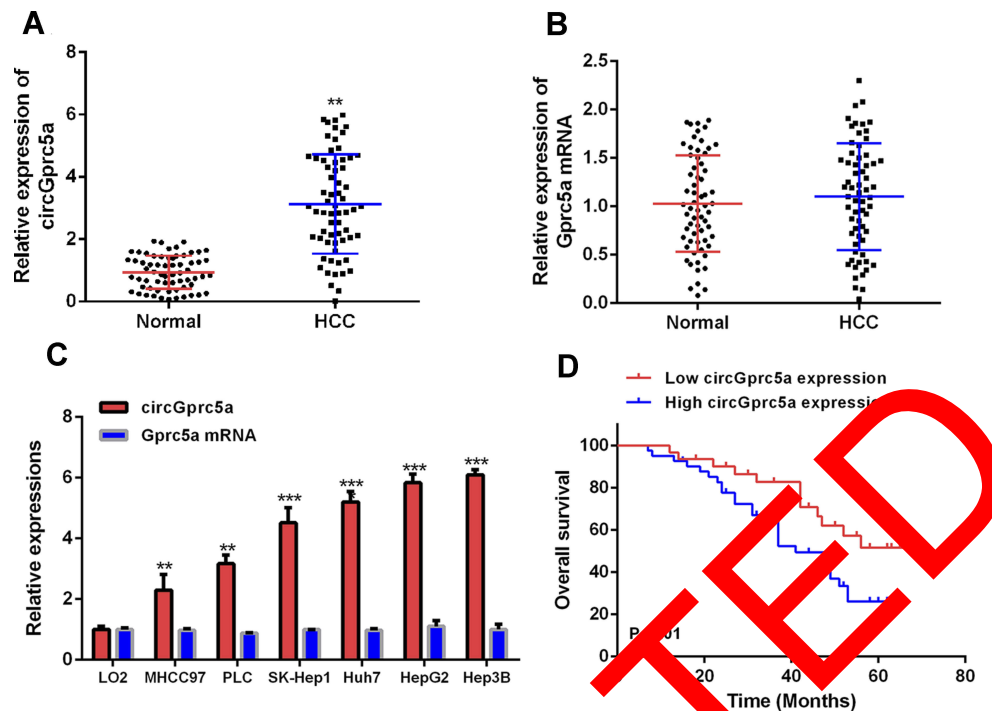 A
Relative expression of
circGprc5a
8
6
4
2
0
**
Normal
HCC
B
Relative expression of
Gprc5a mRNA
2.5
2.0
1.5
1.0
0.5
0.0
Normal
HCC
C
circGprc5a
Gprc5a mRNA
Relative expressions
8
6
4
2
0
**
**
***
***
***
***
LO2
MHCC97
PLC
SK-Hep1
Huh7
HepG2
Hep3B
D
Low circGprc5a expression
High circGprc5a
Overall survival
100
80
60
40
20
0
20
40
60
80
Time (Months)
TED